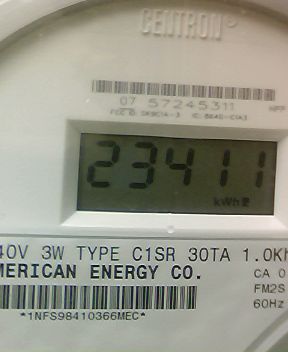 CENTRON®
07 57245311
23411
kWh
40V 3W TYPE C1SR 30TA 1.0Kh
MERICAN ENERGY CO.
CA 0
FM2S
60Hz
*1NFS98410366MEC*